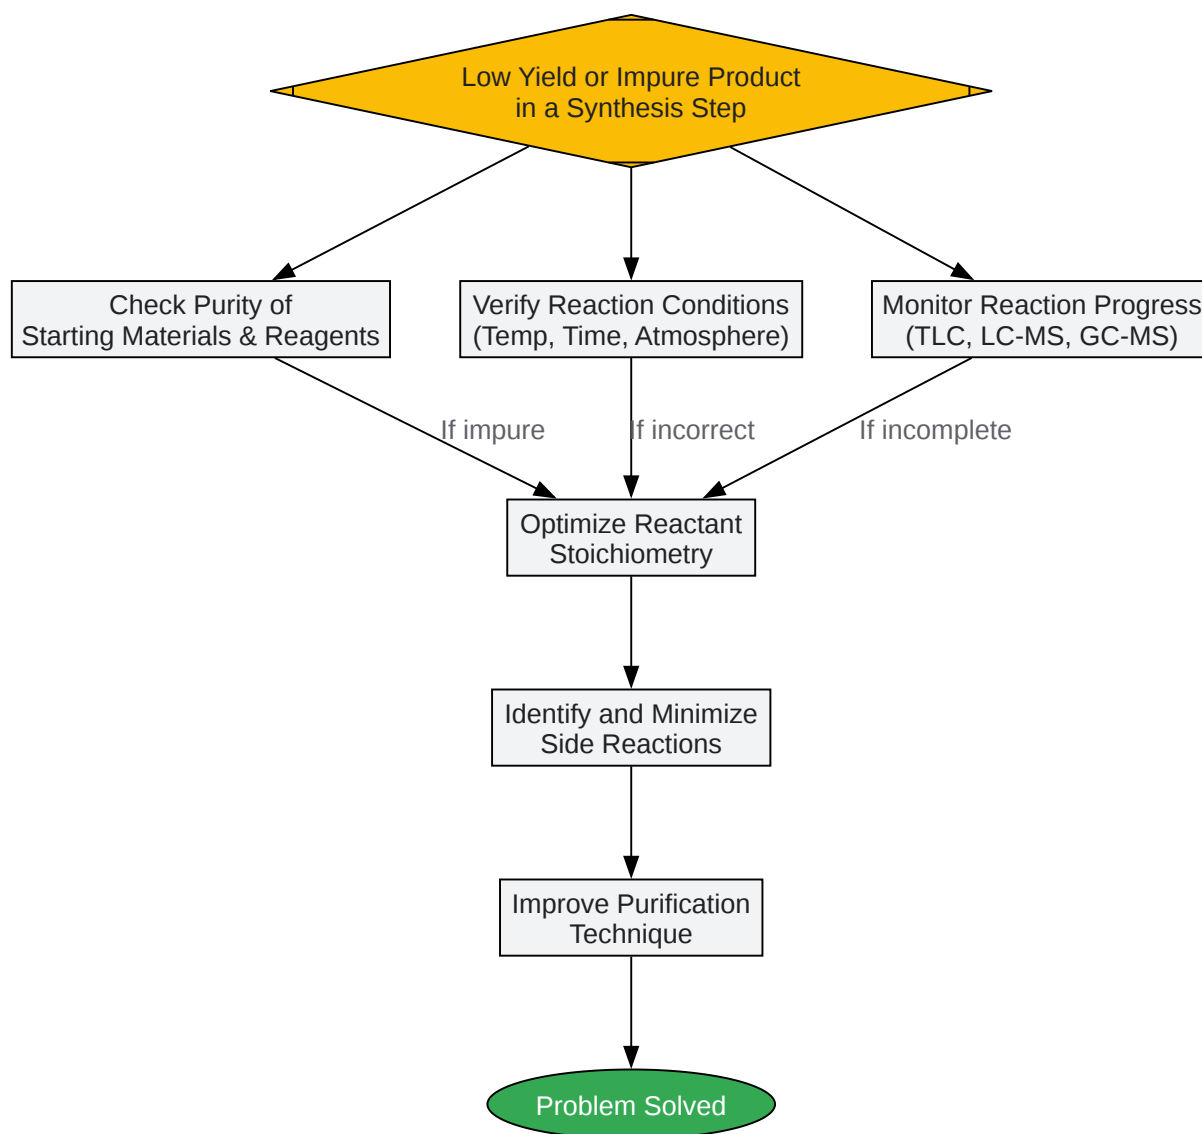 Low Yield or Impure Product
in a Synthesis Step
Check Purity of
Starting Materials & Reagents
Verify Reaction Conditions
(Temp, Time, Atmosphere)
Monitor Reaction Progress
(TLC, LC-MS, GC-MS)
If impure
If incorrect
If incomplete
Optimize Reactant
Stoichiometry
Identify and Minimize
Side Reactions
Improve Purification
Technique
Problem Solved